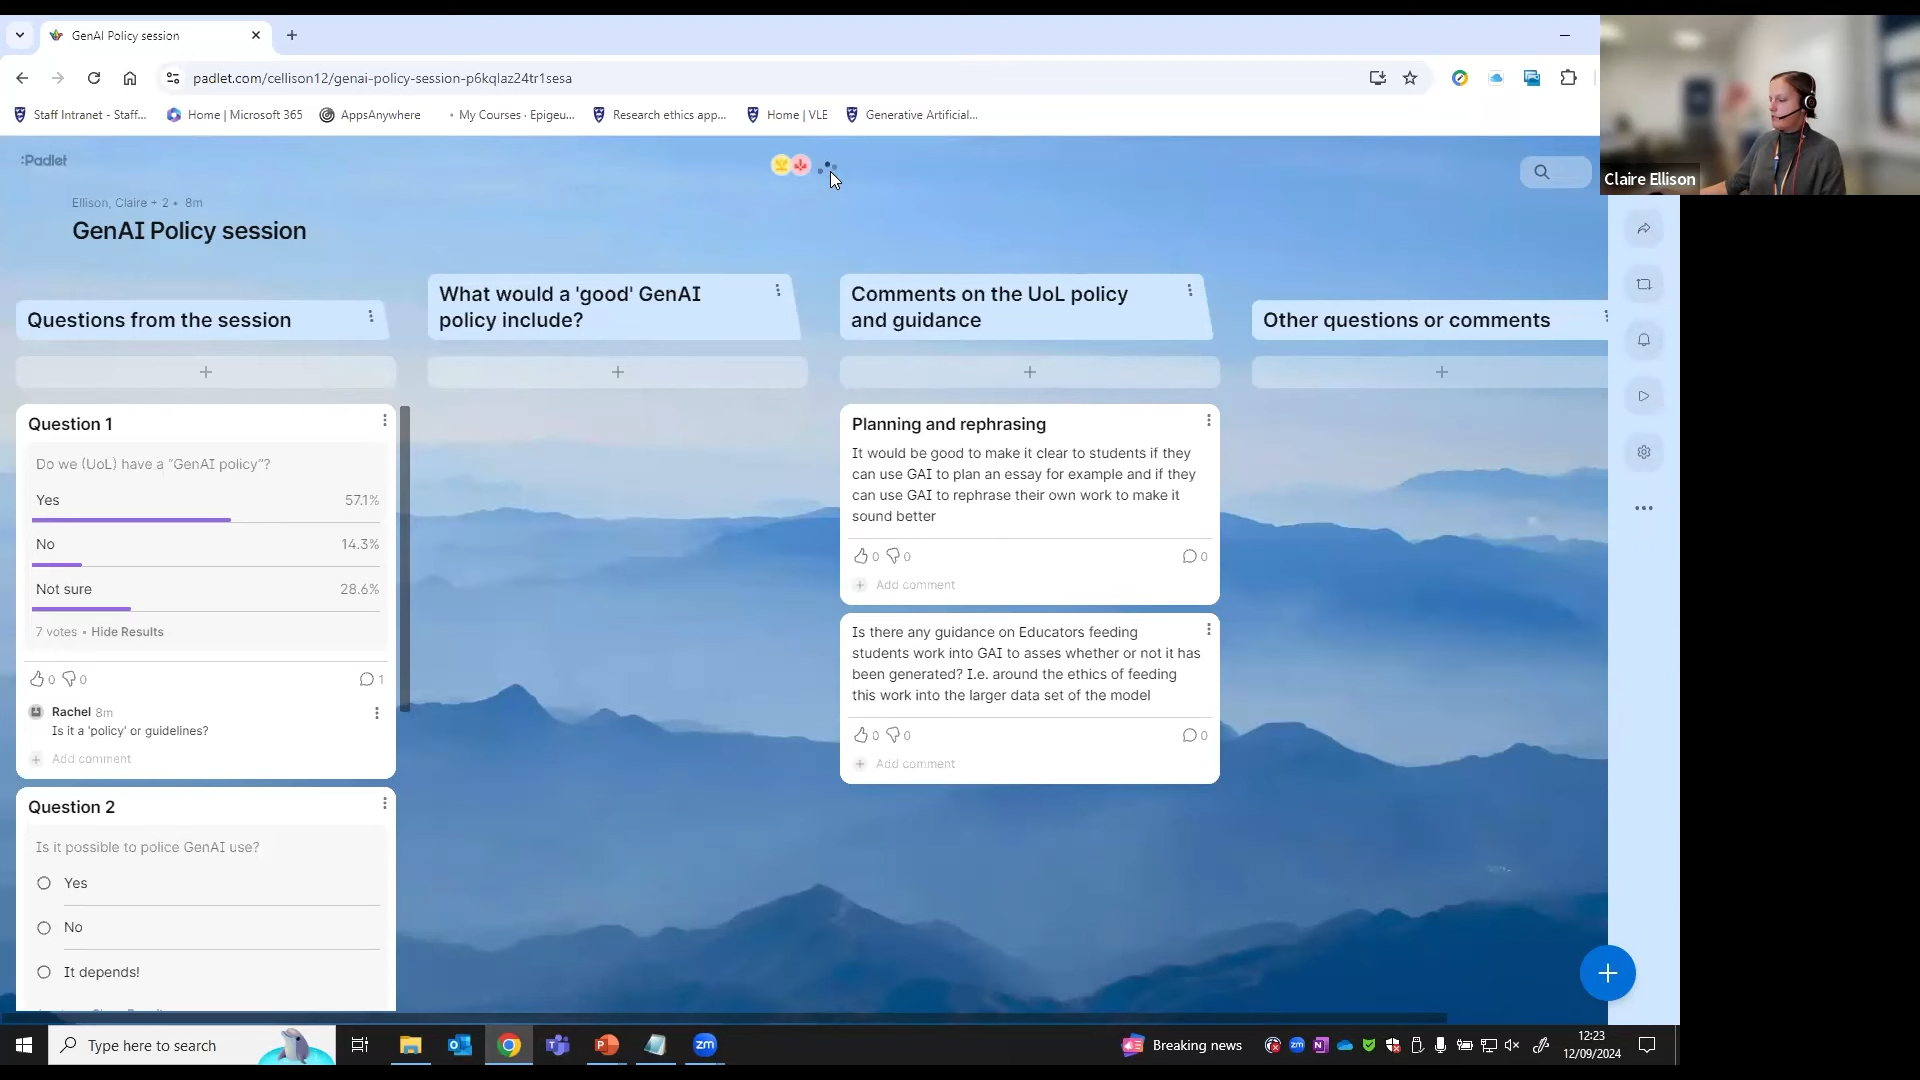 GenAI Policy session
padlet.com/cellison12/genai-policy-session-p6kqlaz24tr1sesa
Staff Intranet - Staff...
Home | Microsoft 365
AppsAnywhere
My Courses · Epigeu...
Research ethics app...
Home | VLE
Generative Artificial...
Claire Ellison
:Padlet
Ellison, Claire + 2 • 8m
GenAI Policy session
Questions from the session
Question 1
Do we (UoL) have a “GenAI policy”?
Yes 57.1%
No 14.3%
Not sure 28.6%
7 votes • Hide Results
0 0 1
Rachel 8m
Is it a 'policy' or guidelines?
Add comment
Question 2
Is it possible to police GenAI use?
Yes
No
It depends!
What would a 'good' GenAI
policy include?
Comments on the UoL policy
and guidance
Planning and rephrasing
It would be good to make it clear to students if they
can use GAI to plan an essay for example and if they
can use GAI to rephrase their own work to make it
sound better
0 0 0
Add comment
Is there any guidance on Educators feeding
students work into GAI to asses whether or not it has
been generated? I.e. around the ethics of feeding
this work into the larger data set of the model
0 0 0
Add comment
Other questions or comments
Type here to search
zm
Breaking news
12:23
12/09/2024